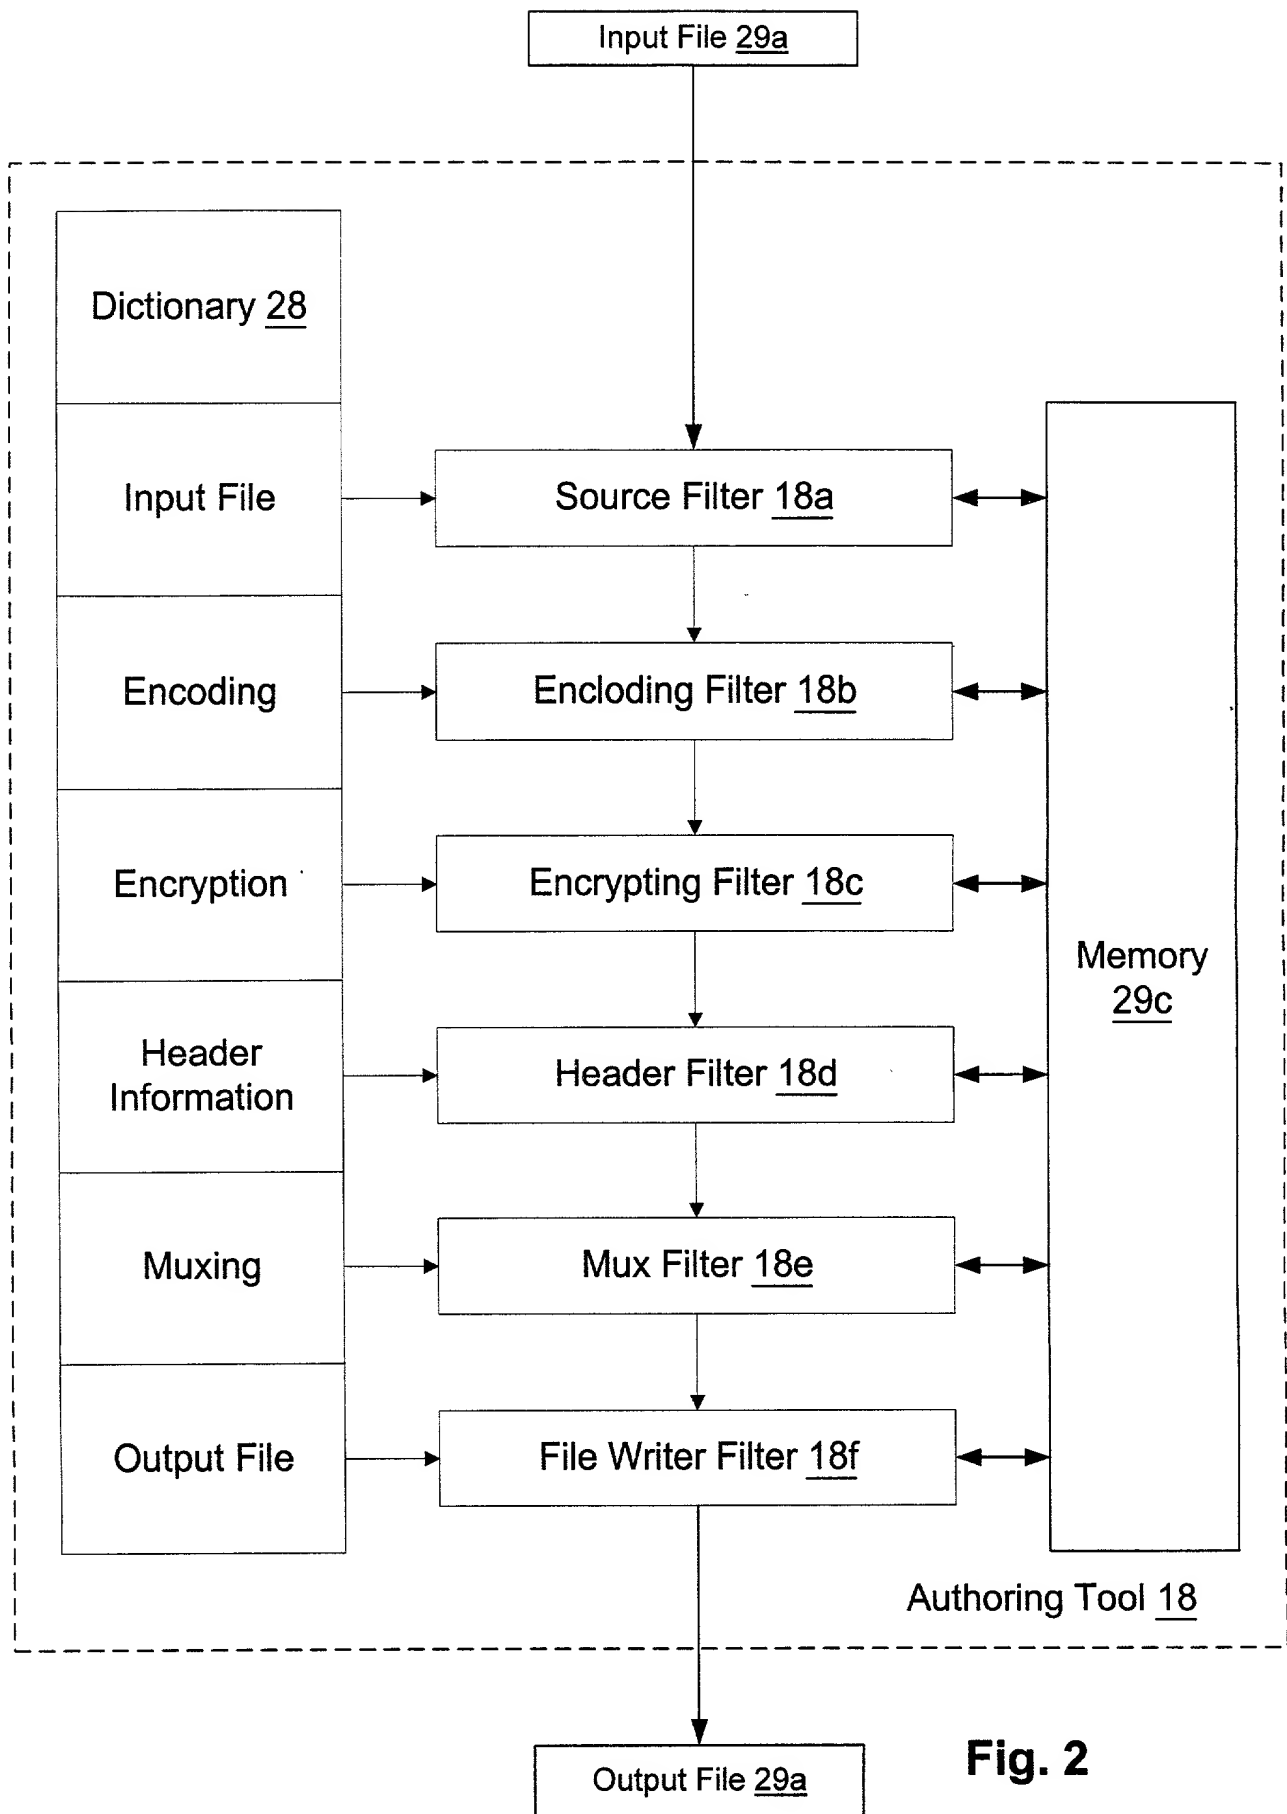 Input File 29a
Dictionary 28
Input File
Source Filter 18a
Encoding
Encloding Filter 18b
Encryption
Encrypting Filter 18c
Memory
29c
Header
Information
Header Filter 18d
Muxing
Mux Filter 18e
Output File
File Writer Filter 18f
Authoring Tool 18
Output File 29a
Fig. 2